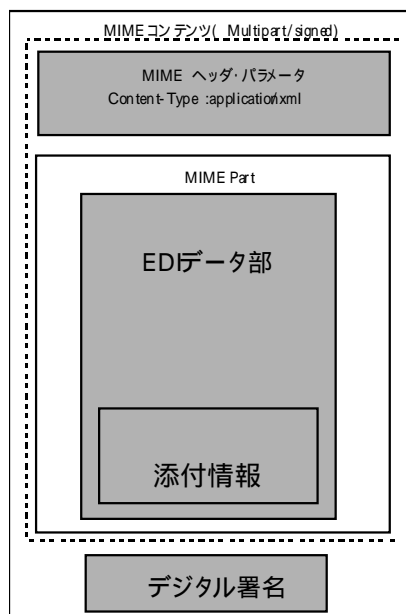 MIMEコンテンツ( Multipart/signed)
MIME ヘッダ・パラメータ
Content-Type :application/xml
MIME Part
EDIデータ部
添付情報
デジタル署名